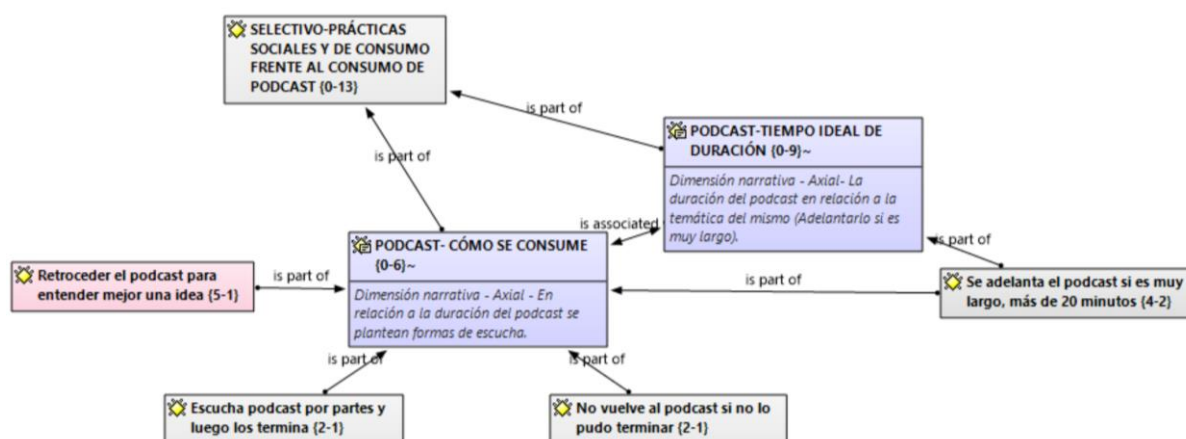 SELECTIVO-PRÁCTICAS
SOCIALES Y DE CONSUMO
FRENTE AL CONSUMO DE
PODCAST {0-13}
is part of
is part of
PODCAST-TIEMPO IDEAL DE
DURACIÓN {0-9}~
Dimensión narrativa - Axial- La
duración del podcast en relación a la
temática del mismo (Adelantarlo si es
muy largo).
is associated
is part of
PODCAST- CÓMO SE CONSUME
{0-6}~
Dimensión narrativa - Axial - En
relación a la duración del podcast se
plantean formas de escucha.
Retroceder el podcast para
entender mejor una idea {5-1}
is part of
is part of
Se adelanta el podcast si es muy
largo, más de 20 minutos {4-2}
is part of
is part of
Escucha podcast por partes y
luego los termina {2-1}
No vuelve al podcast si no lo
pudo terminar {2-1}